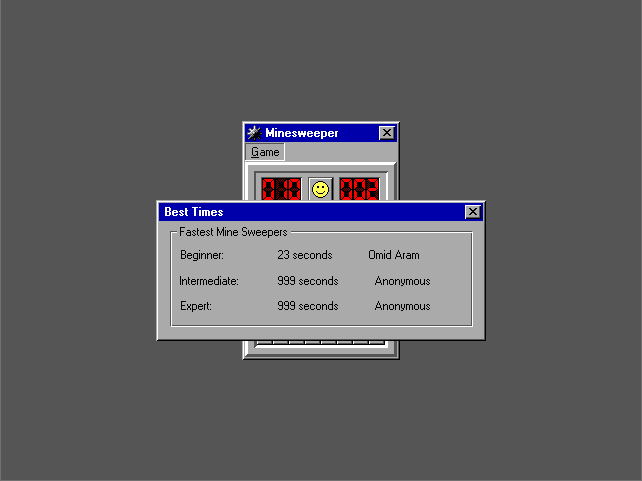 Minesweeper
Game
010 002
Best Times
Fastest Mine Sweepers
Beginner: 23 seconds Omid Aram
Intermediate: 999 seconds Anonymous
Expert: 999 seconds Anonymous